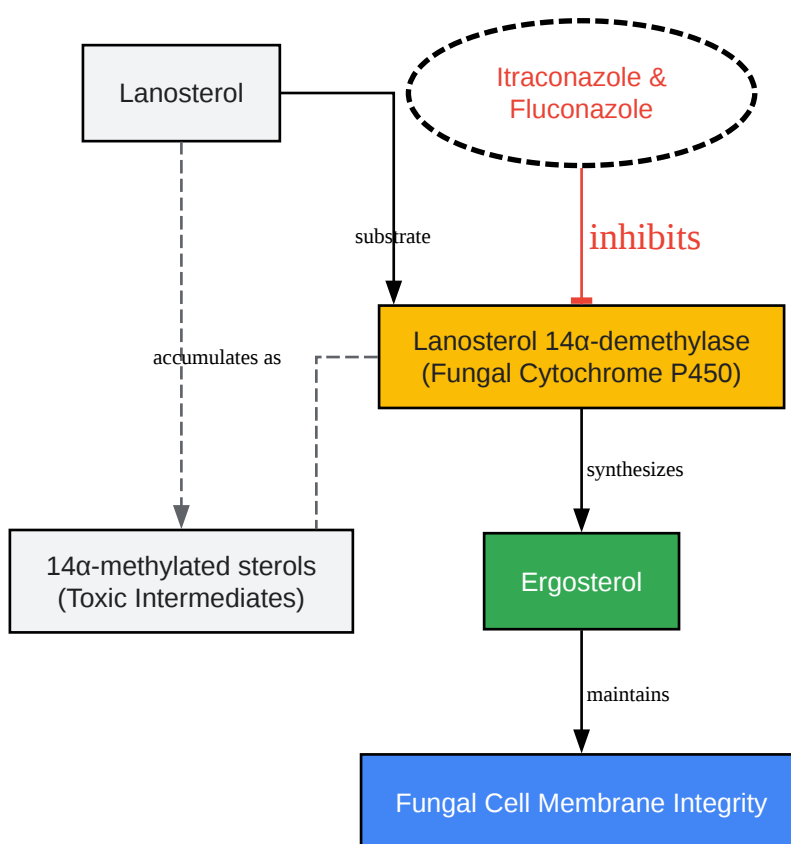 Lanosterol
Itraconazole &
Fluconazole
substrate
inhibits
Lanosterol 14α-demethylase
(Fungal Cytochrome P450)
accumulates as
synthesizes
14α-methylated sterols
(Toxic Intermediates)
Ergosterol
maintains
Fungal Cell Membrane Integrity